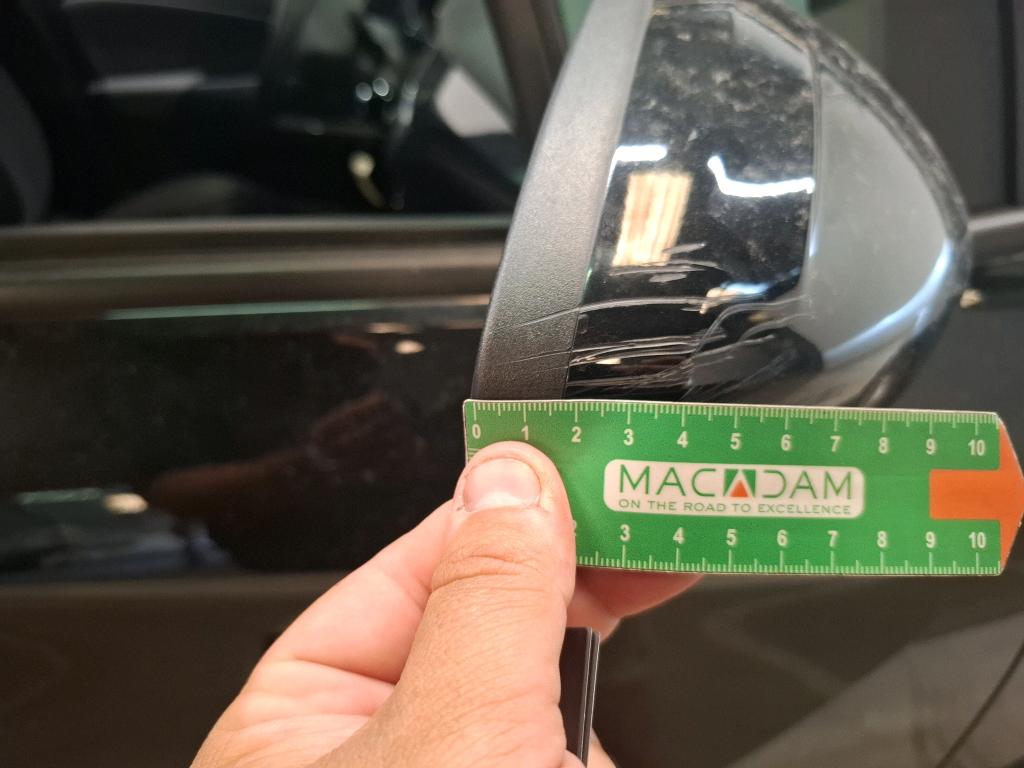 0 1 2 3 4 5 6 7 8 9 10
MACADAM
ON THE ROAD TO EXCELLENCE
2 3 4 5 6 7 8 9 10